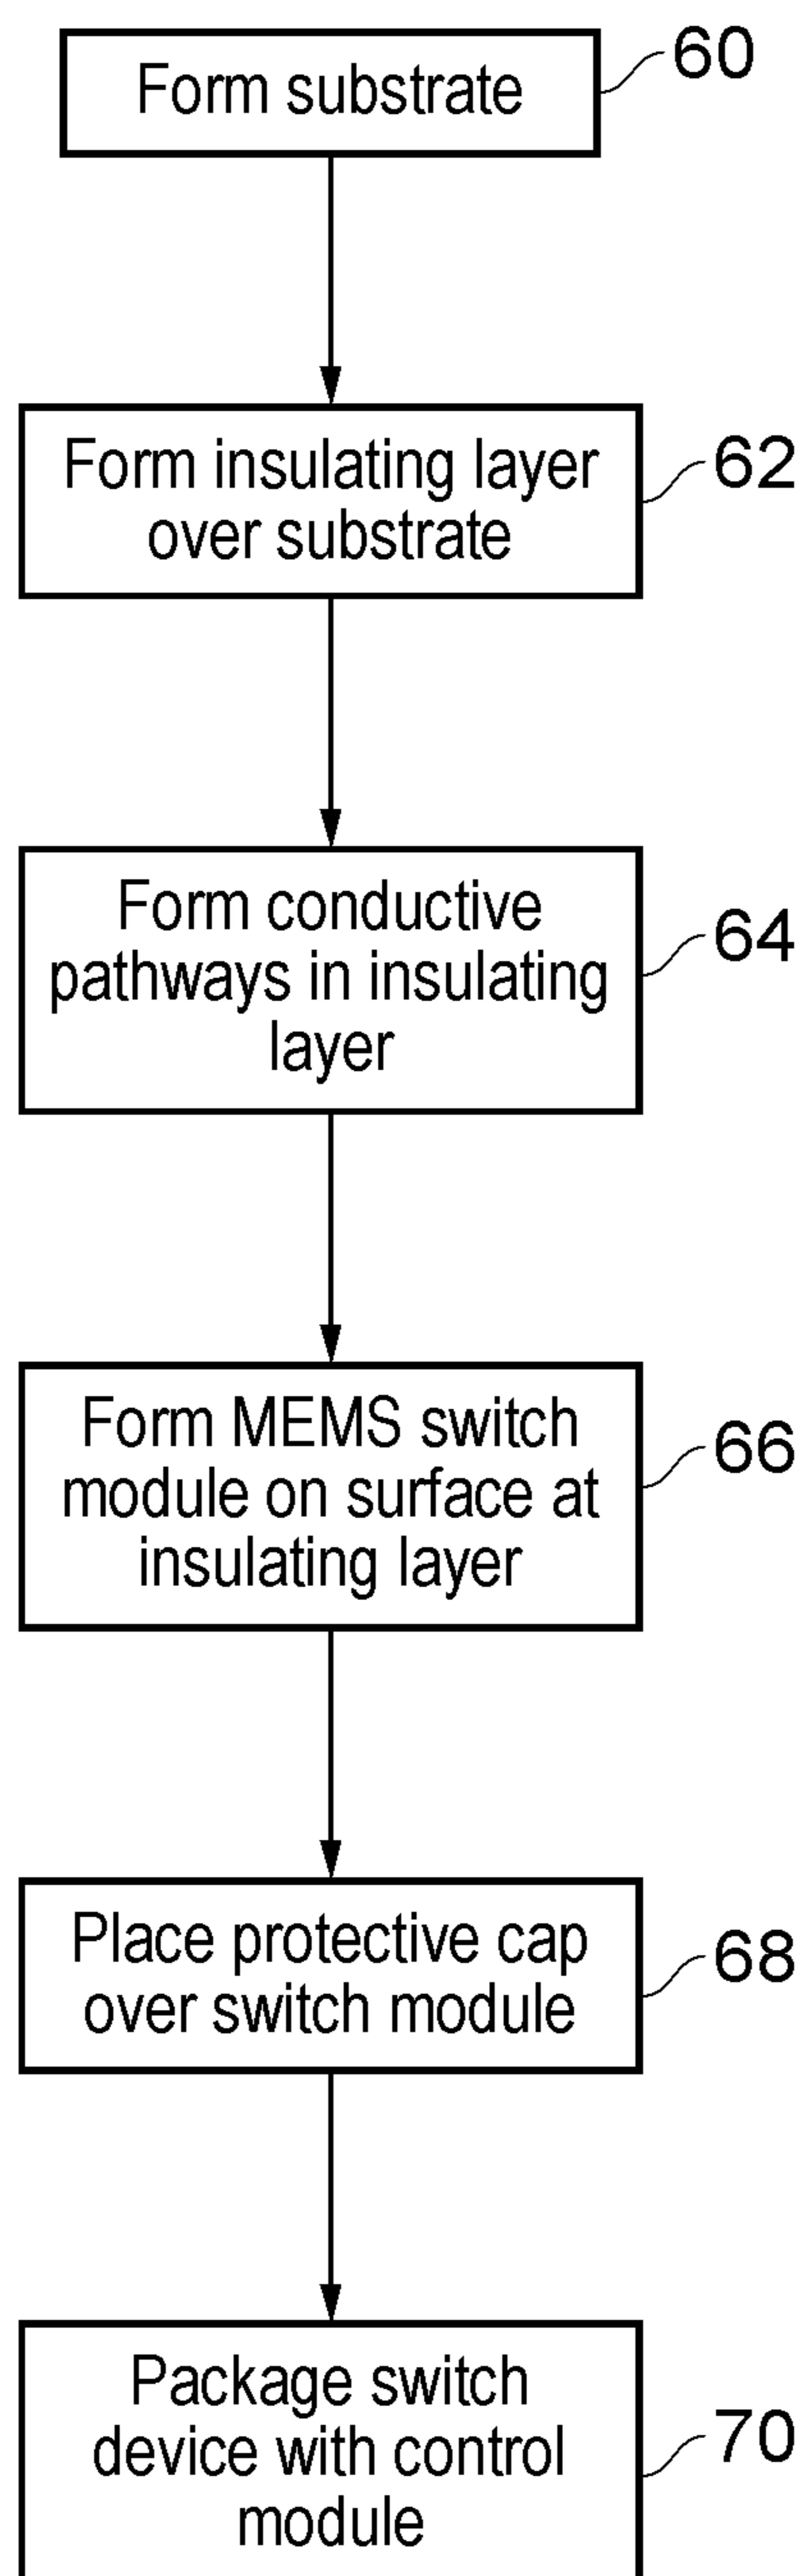 Form substrate
60
Form insulating layer
over substrate
62
Form conductive
pathways in insulating
layer
64
Form MEMS switch
module on surface at
insulating layer
66
Place protective cap
over switch module
68
Package switch
device with control
module
70